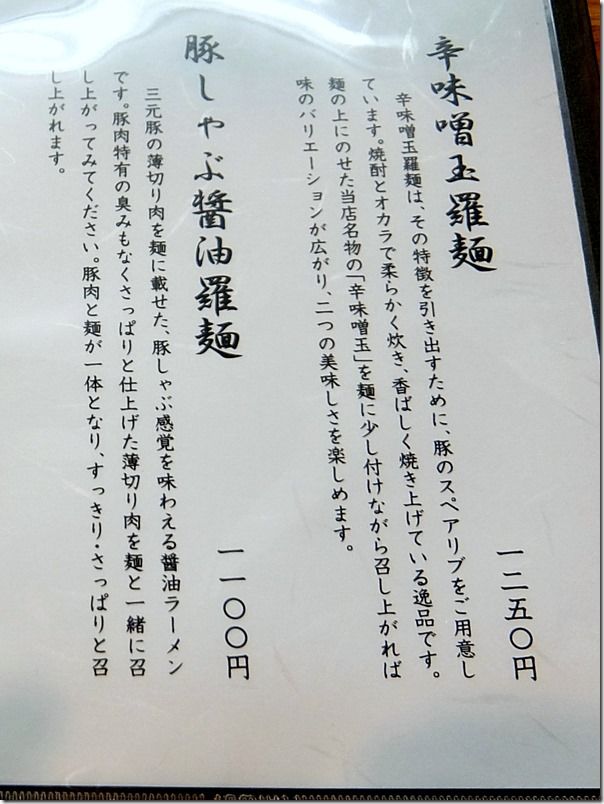 辛味噌玉羅麺
辛味噌玉羅麺は、その特徴を引き出すために、豚のスペアリブをご用意し
ています。焼酎とオカラで柔らかく炊き、香ばしく焼き上げている逸品です。
麺の上にのせた当店名物の「辛味噌玉」を麺に少し付けながら召し上がれば
味のバリエーションが広がり、二つの美味しさを楽しめます。
一二五〇円
豚しゃぶ醤油羅麺
三元豚の薄切り肉を麺に載せた、豚しゃぶ感覚を味わえる醤油ラーメン
です。豚肉特有の臭みもなくさっぱりと仕上げた薄切り肉を麺と一緒に召
し上がってみてください。豚肉と麺が一体となり、すっきり・さっぱりと召
し上がれます。
一一〇〇円